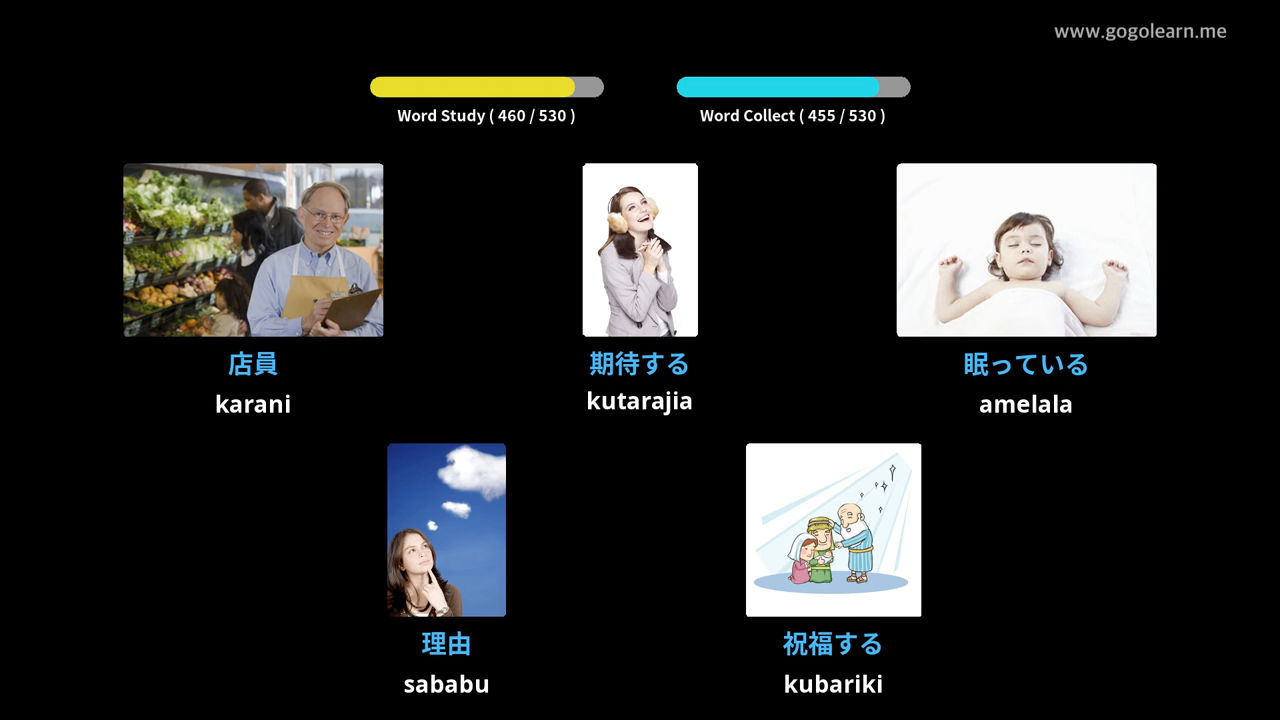 www.gogolearn.me
Word Study ( 460 / 530 )
Word Collect ( 455 / 530 )
店員
karani
期待する
kutarajia
眠っている
amelala
理由
sababu
祝福する
kubariki